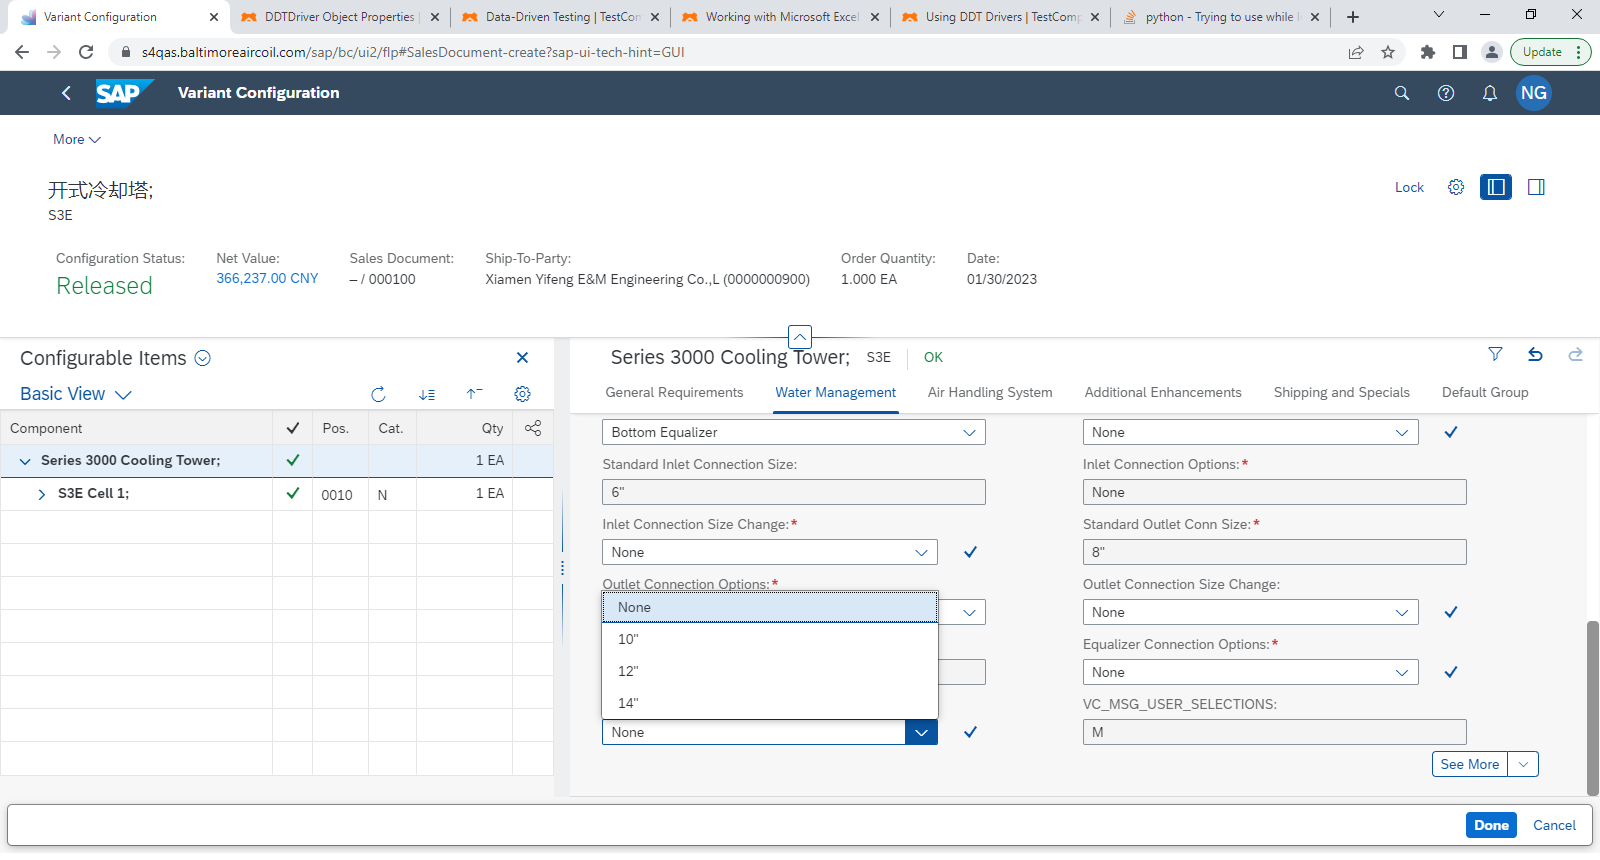 Variant Configuration
DDTDriver Object Properties
Data-Driven Testing | TestCom
Working with Microsoft Excel
Using DDT Drivers | TestComp
python - Trying to use while l
s4qas.baltimoreaircoil.com/sap/bc/ui2/flp#SalesDocument-create?sap-ui-tech-hint=GUI
Update
SAP
Variant Configuration
NG
More
开式冷却塔;
S3E
Lock
Configuration Status:
Released
Net Value:
366,237.00 CNY
Sales Document:
– / 000100
Ship-To-Party:
Xiamen Yifeng E&M Engineering Co.,L (0000000900)
Order Quantity:
1.000 EA
Date:
01/30/2023
Configurable Items
Basic View
Component Pos. Cat. Qty
Series 3000 Cooling Tower; 1 EA
S3E Cell 1; 0010 N 1 EA
Series 3000 Cooling Tower; S3E OK
General Requirements Water Management Air Handling System Additional Enhancements Shipping and Specials Default Group
Bottom Equalizer
None
Standard Inlet Connection Size:
6"
Inlet Connection Options:*
None
Inlet Connection Size Change:*
None
Standard Outlet Conn Size:*
8"
Outlet Connection Options:*
Outlet Connection Size Change:
None
None
10"
12"
14"
Equalizer Connection Options:*
None
None
VC_MSG_USER_SELECTIONS:
M
See More
Done
Cancel